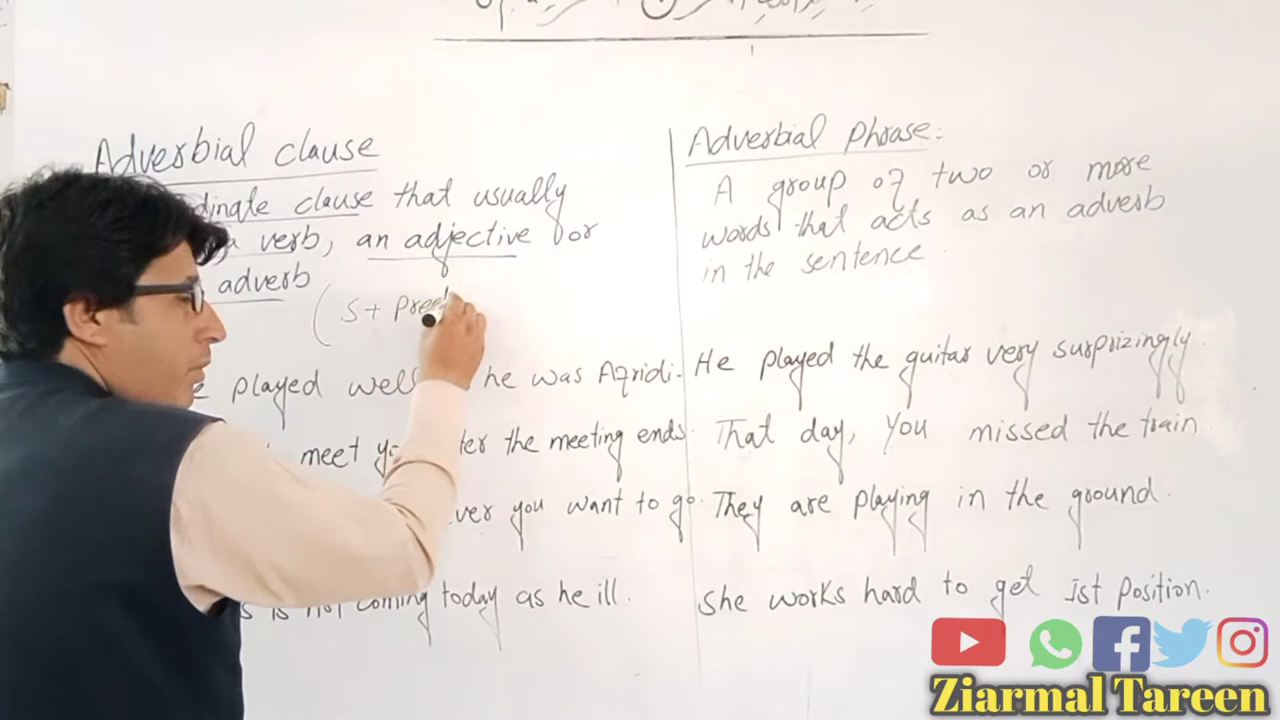 Adverbial clause
dinate clause that usually
a verb, an adjective or
adverb
(S+ Pred
played well he was Aqridi.
meet the meeting ends.
ever you want to go.
is not coming today as he ill.
Adverbial Phrase:
A group of two or more
words that acts as an adverb
in the sentence
He played the guitar very surprizingly.
That day, you missed the train.
They are playing in the ground.
She works hard to get 1st position.
Ziarmal Tareen